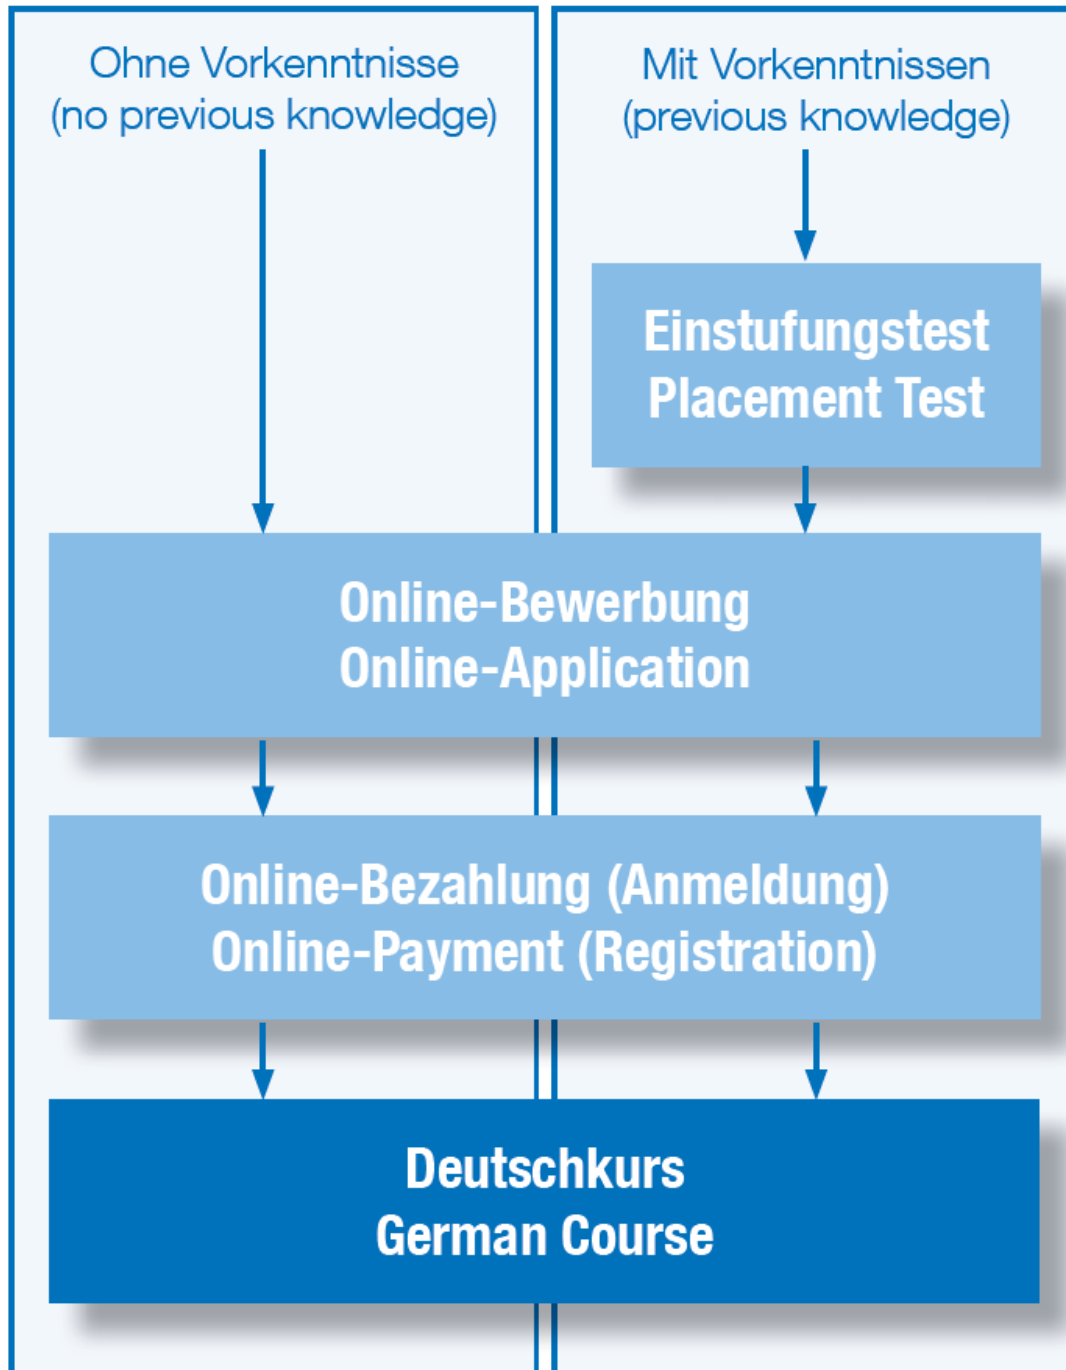 Ohne Vorkenntnisse
(no previous knowledge)
Mit Vorkenntnissen
(previous knowledge)
Einstufungstest
Placement Test
Online-Bewerbung
Online-Application
Online-Bezahlung (Anmeldung)
Online-Payment (Registration)
Deutschkurs
German Course